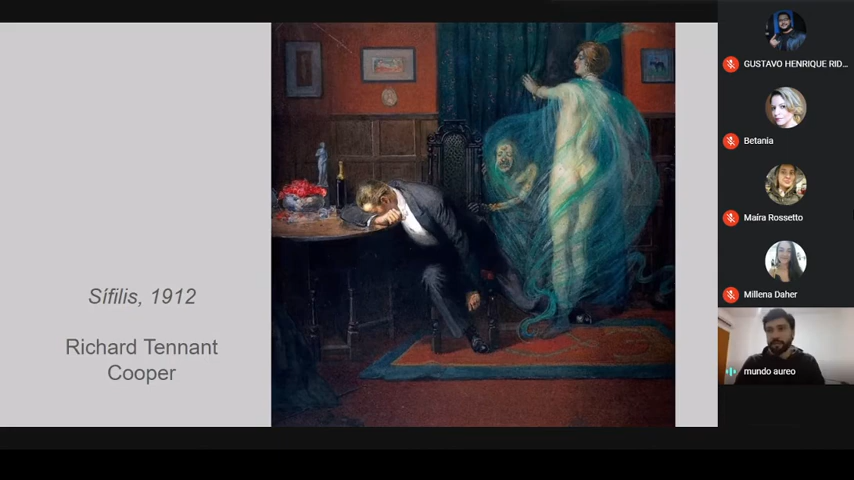 Sífilis, 1912
Richard Tennant
Cooper
GUSTAVO HENRIQUE RID...
Betania
Maíra Rossetto
Millena Daher
mundo aureo